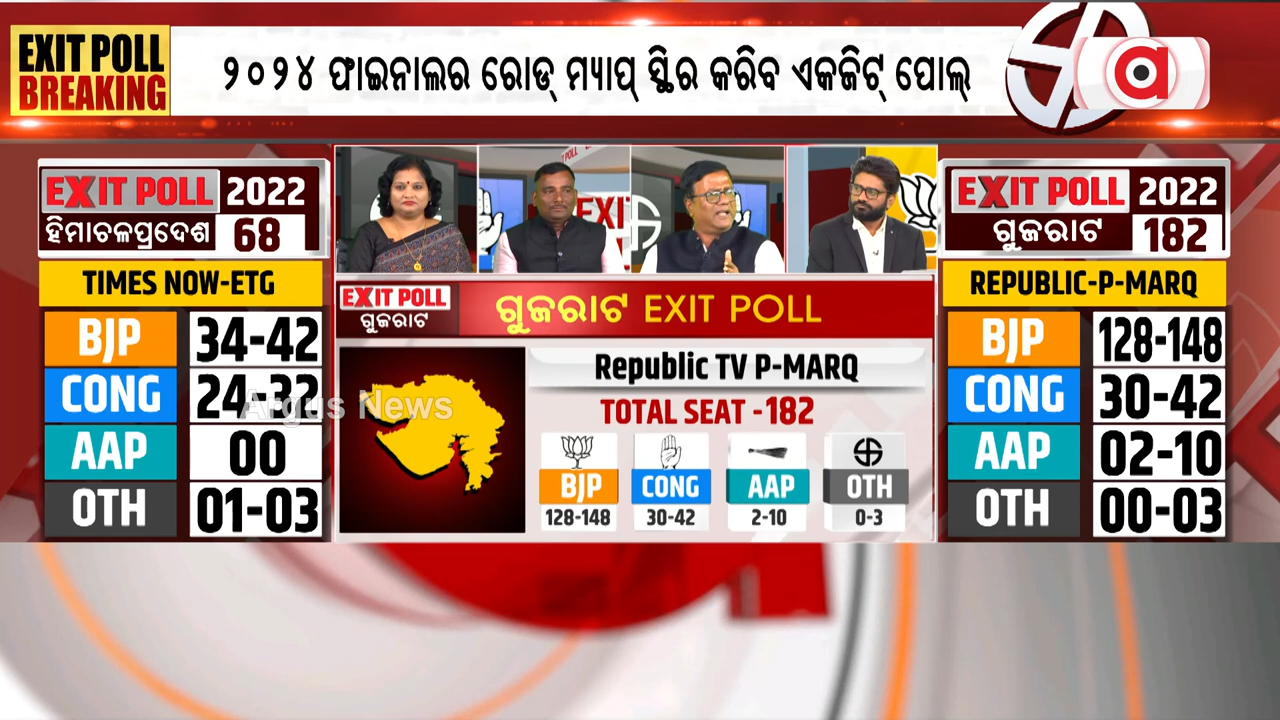 EXIT POLL
BREAKING
୨୦୨୪ ଫାଇନାଲର ରୋଡ୍ ମ୍ୟାପ୍ ସ୍ଥିର କରିବ ଏକଜିଟ୍ ପୋଲ୍
a
EXIT POLL 2022
ହିମାଚଳପ୍ରଦେଶ 68
TIMES NOW-ETG
BJP 34-42
CONG 24-32
AAP 00
OTH 01-03
Argus News
EXIT
EXIT POLL
ଗୁଜରାଟ
ଗୁଜରାଟ EXIT POLL
Republic TV P-MARQ
TOTAL SEAT -182
BJP CONG AAP OTH
128-148 30-42 2-10 0-3
EXIT POLL 2022
ଗୁଜରାଟ 182
REPUBLIC-P-MARQ
BJP 128-148
CONG 30-42
AAP 02-10
OTH 00-03